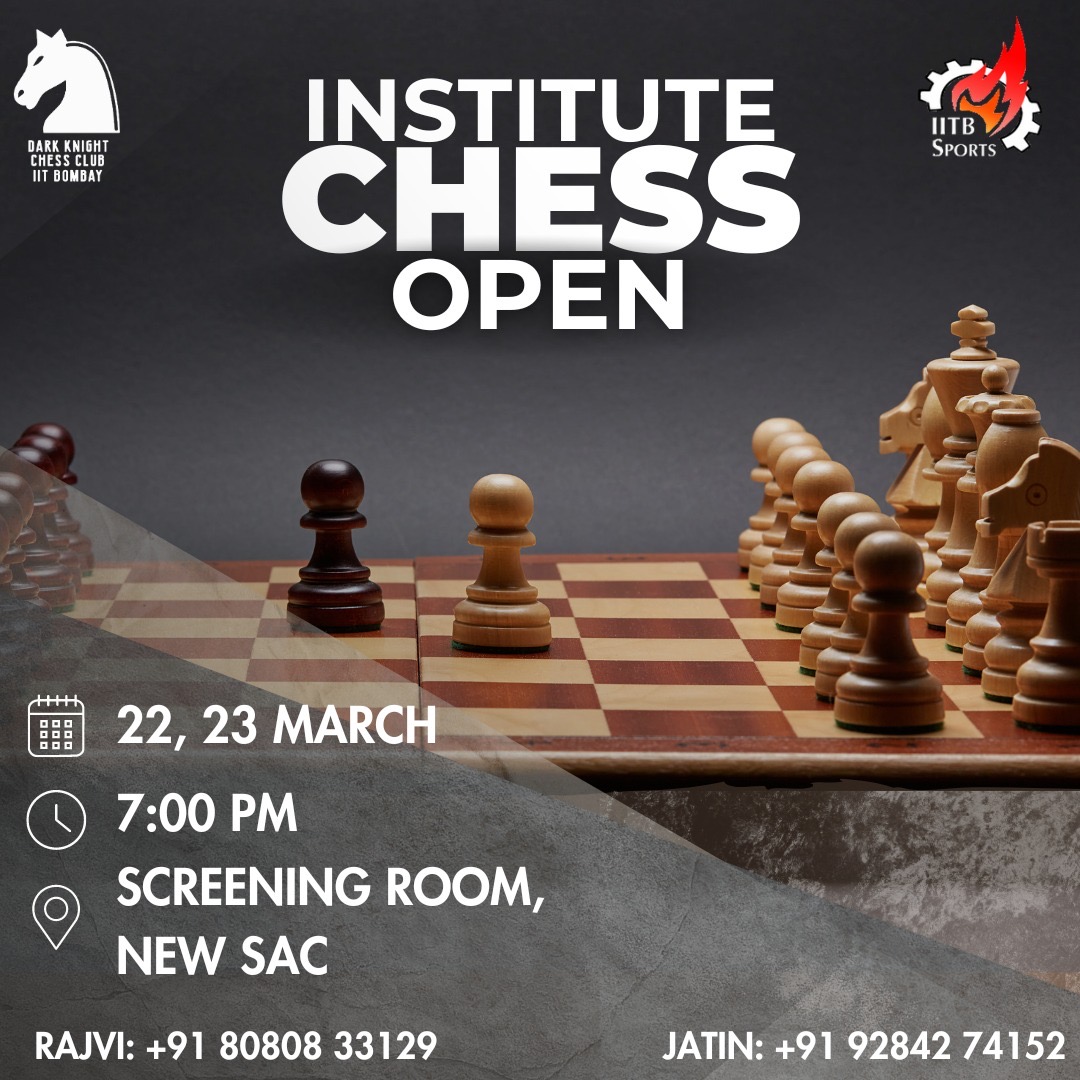 DARK KNIGHT
CHESS CLUB
IIT BOMBAY
INSTITUTE
CHESS
OPEN
IITB
SPORTS
22, 23 MARCH
7:00 PM
SCREENING ROOM,
NEW SAC
RAJVI: +91 80808 33129
JATIN: +91 92842 74152